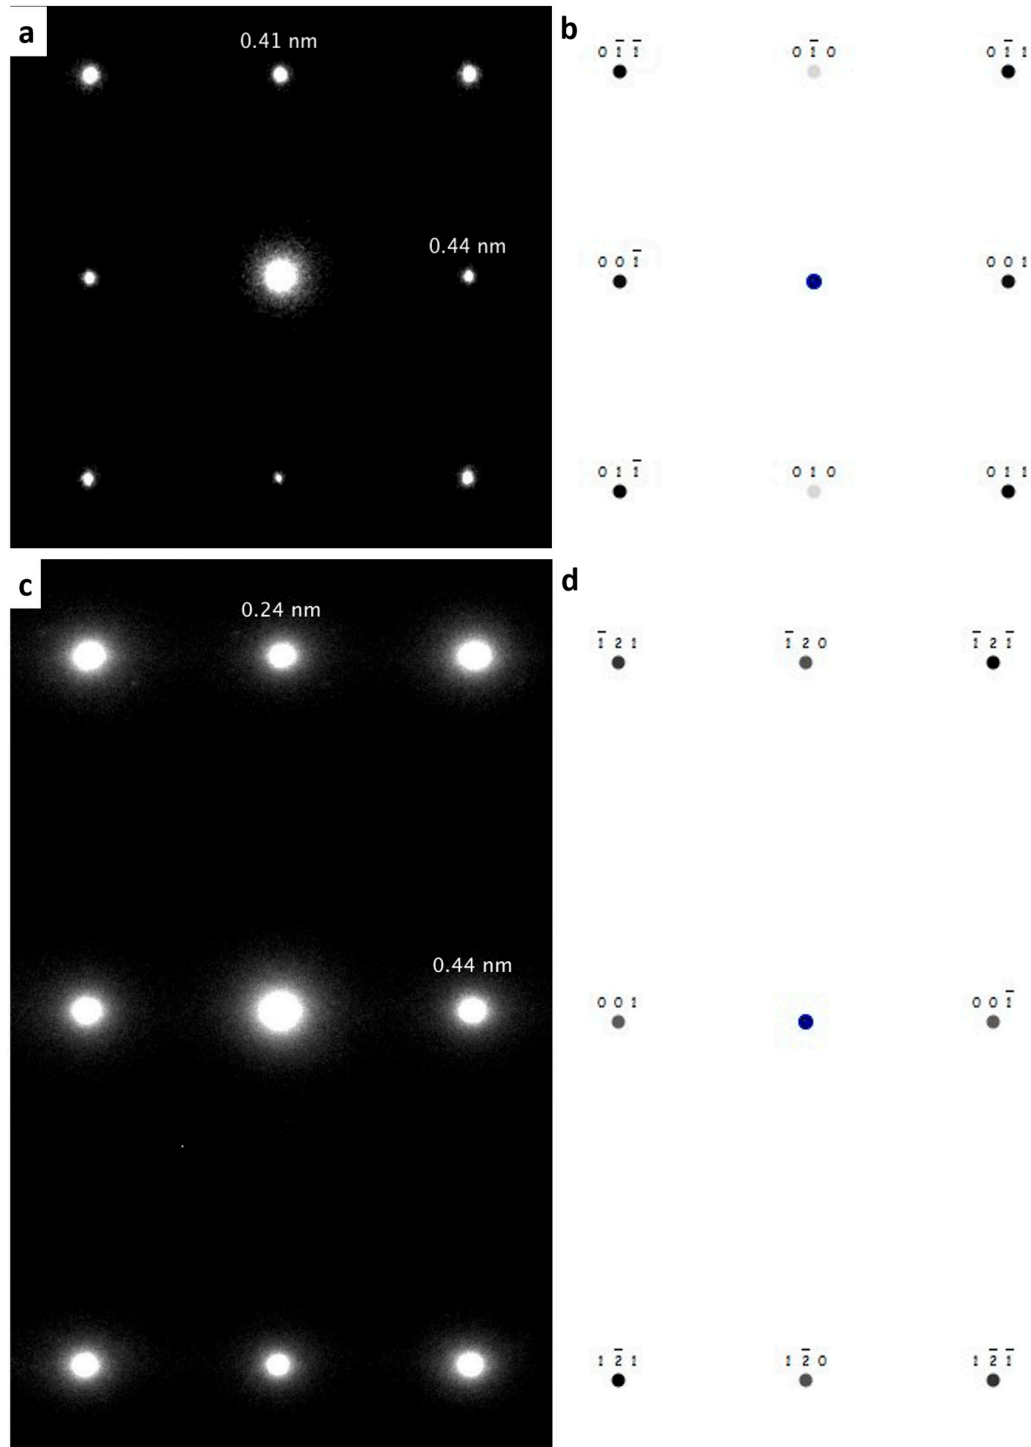 a
0.41 nm
0.44 nm
b
0 1̅ 1̅
0 1̅ 0
0 1̅ 1
0 0 1̅
0 0 1
0 1 1̅
0 1 0
0 1 1
c
0.24 nm
0.44 nm
d
1̅ 2 1
1̅ 2 0
1̅ 2 1̅
0 0 1
0 0 1̅
1 2̅ 1
1 2̅ 0
1 2̅ 1̅